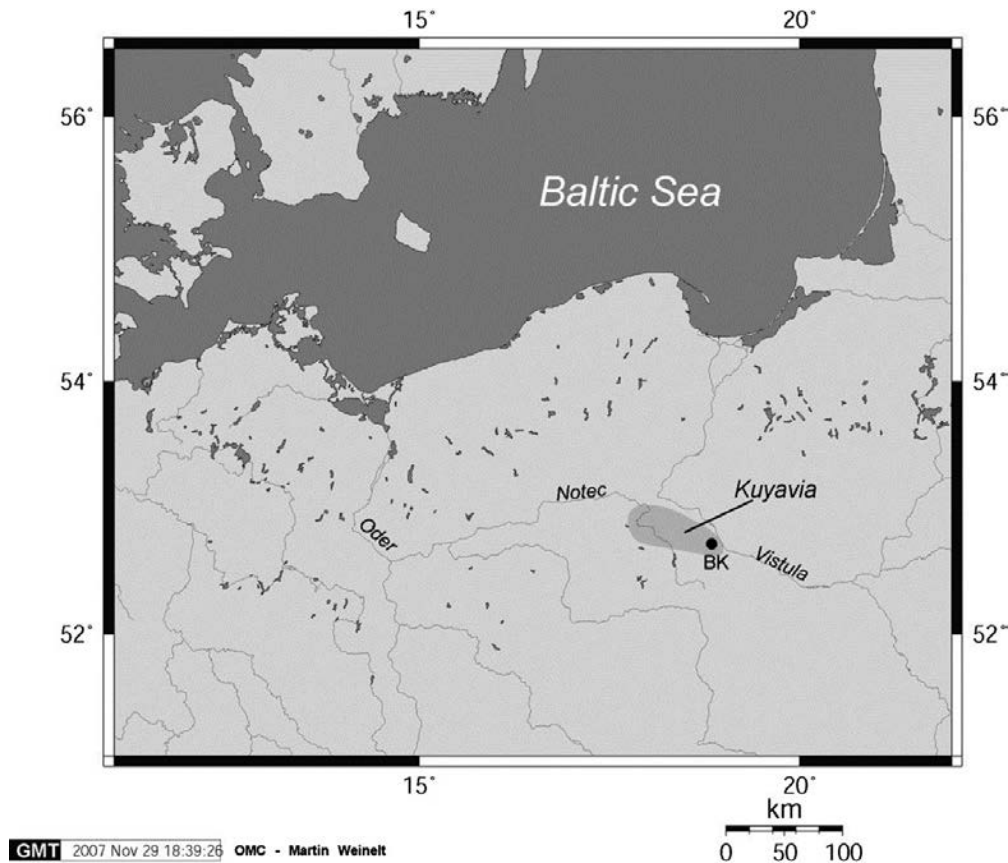 15° 20°
56° 56°
Baltic Sea
54° 54°
Notec
Kuyavia
Oder
BK
Vistula
52° 52°
15° 20°
km
0 50 100
GMT 2007 Nov 29 18:39:26 OMC - Martin Weinelt